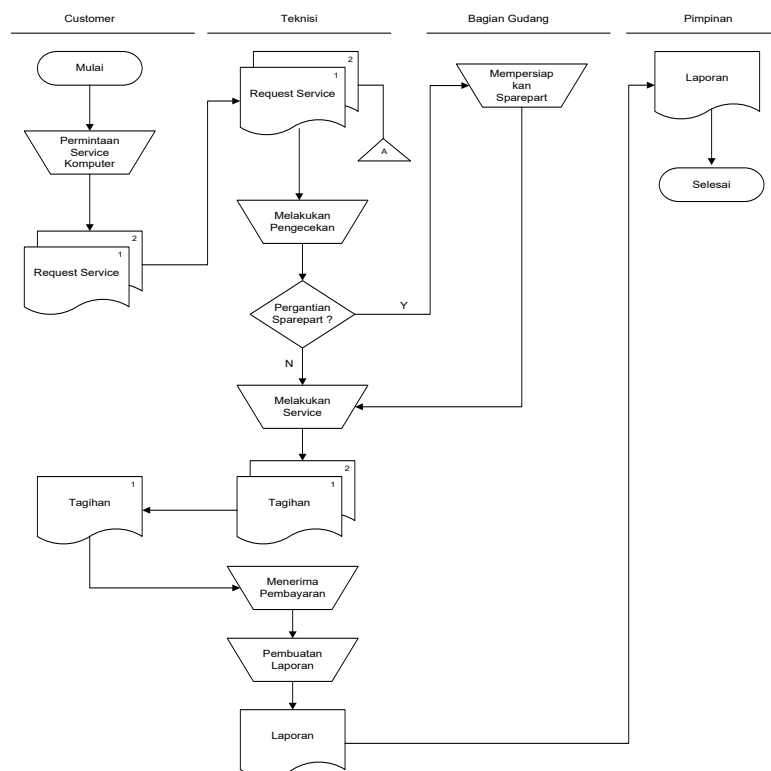 Customer
Teknisi
Bagian Gudang
Pimpinan
Mulai
Permintaan
Service
Komputer
2
1
Request Service
2
1
Request Service
A
Melakukan
Pengecekan
Pergantian
Sparepart ?
Y
N
Mempersiap
kan
Sparepart
Melakukan
Service
2
1
Tagihan
1
Tagihan
Menerima
Pembayaran
Pembuatan
Laporan
Laporan
Laporan
Selesai